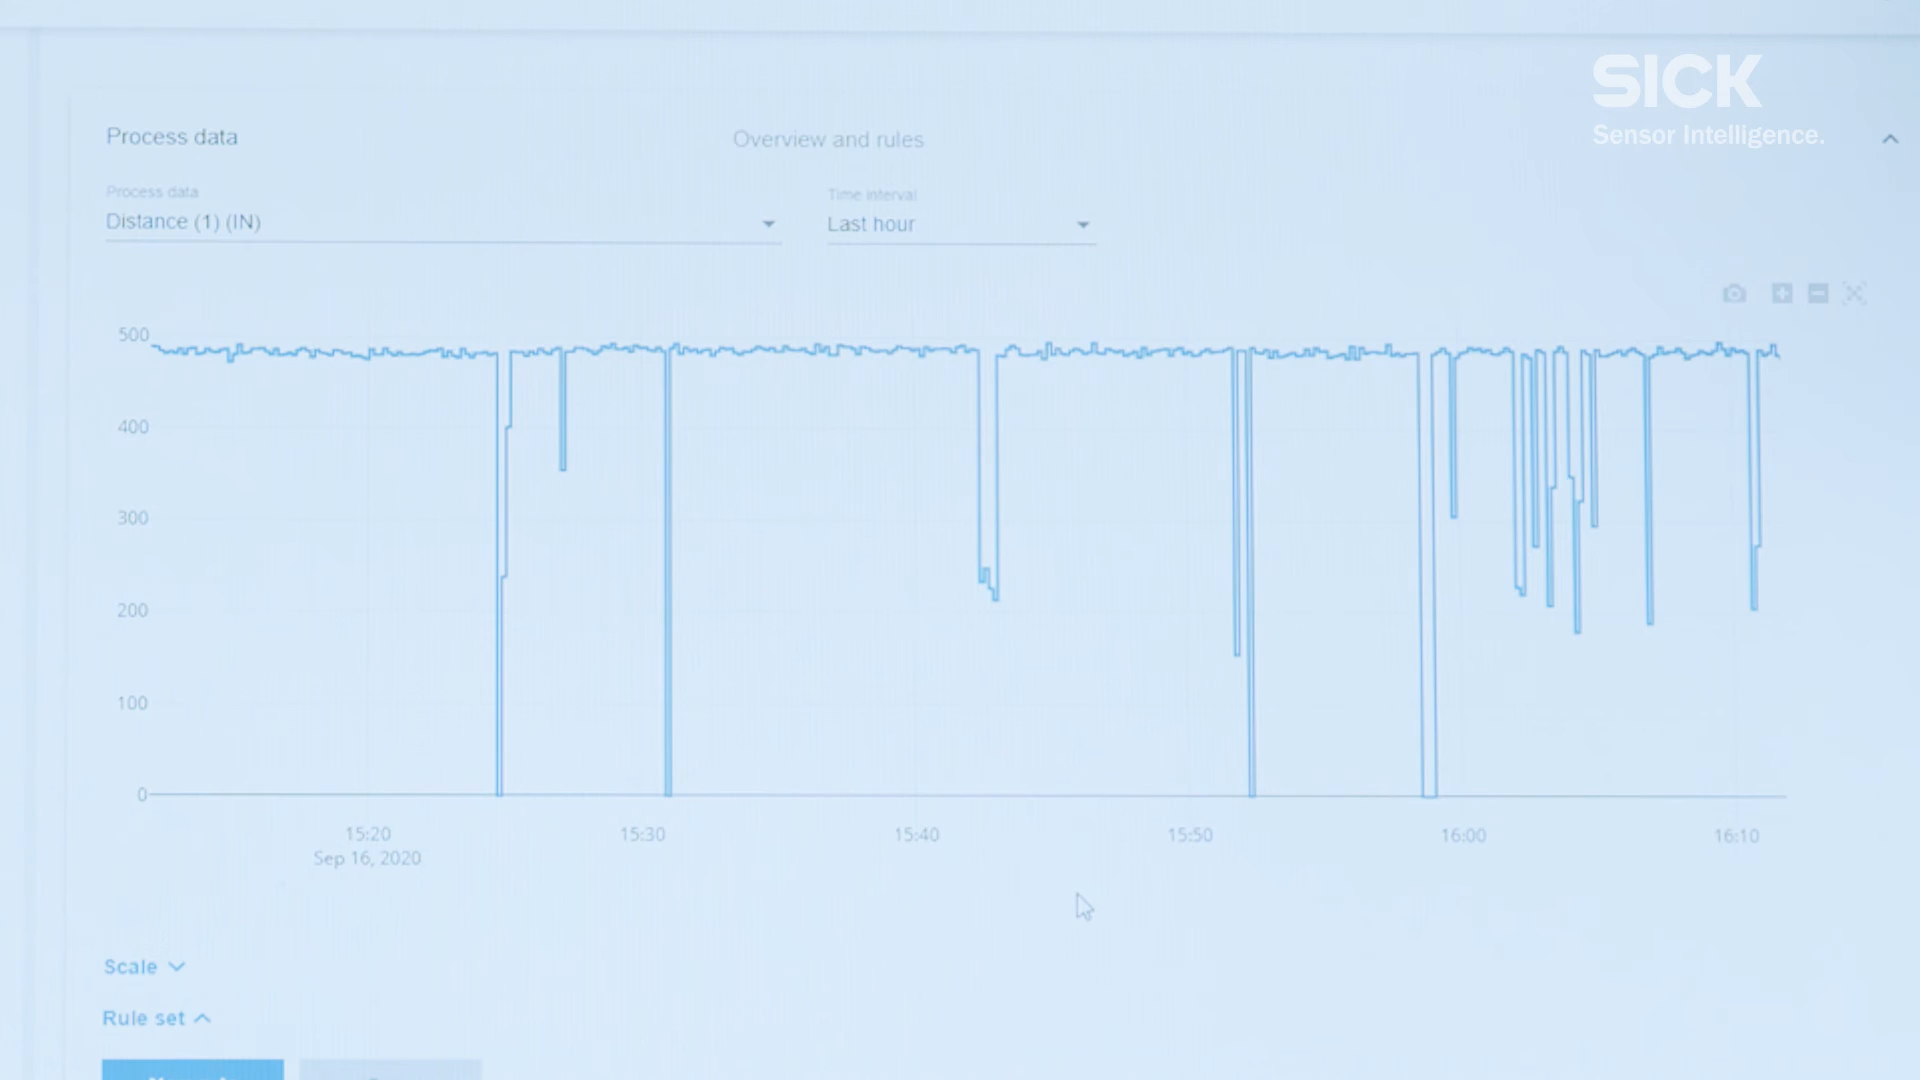 SICK
Sensor Intelligence.
Process data
Overview and rules
Process data
Time interval
Distance (1) (IN)
Last hour
500
400
300
200
100
0
15:20
15:30
15:40
15:50
16:00
16:10
Sep 16, 2020
Scale
Rule set